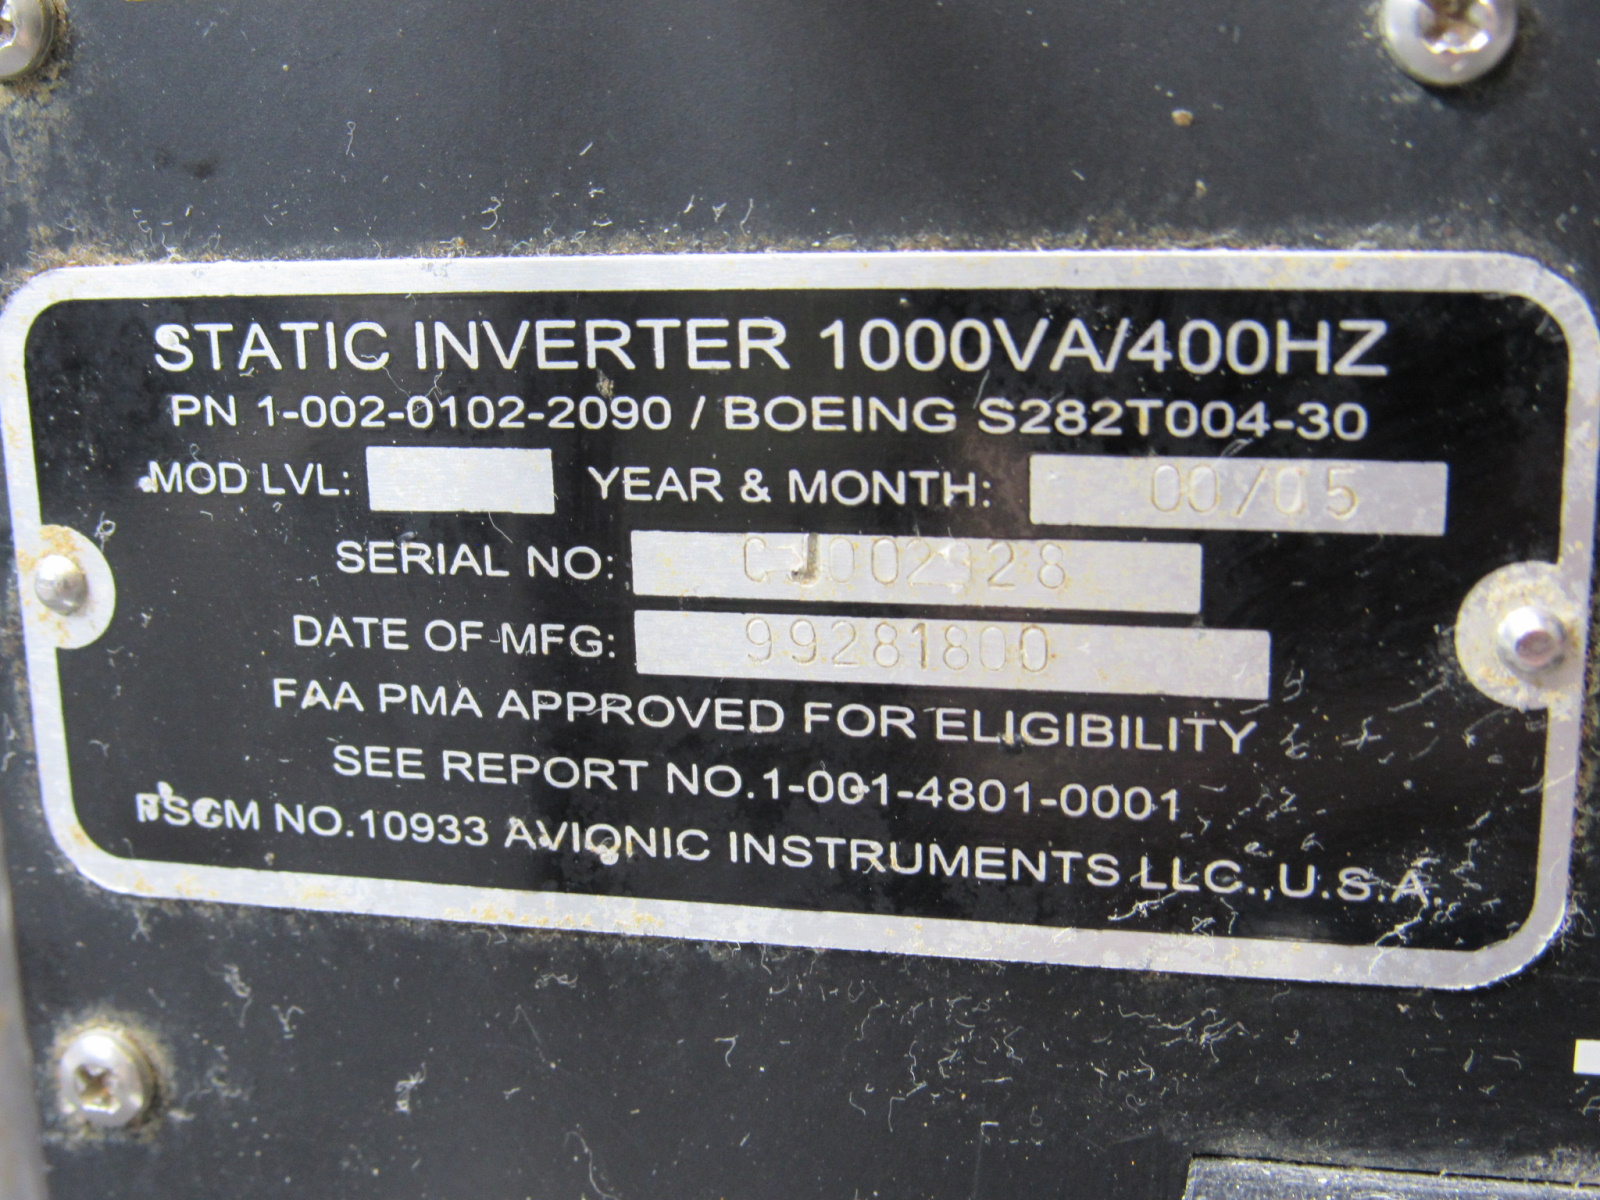 STATIC INVERTER 1000VA/400HZ
PN 1-002-0102-2090 / BOEING S282T004-30
MOD LVL: YEAR & MONTH: 00/05
SERIAL NO:
DATE OF MFG: 99281800
FAA PMA APPROVED FOR ELIGIBILITY
SEE REPORT NO.1-001-4801-0001
FSCM NO.10933 AVIONIC INSTRUMENTS LLC.,U.S.A.